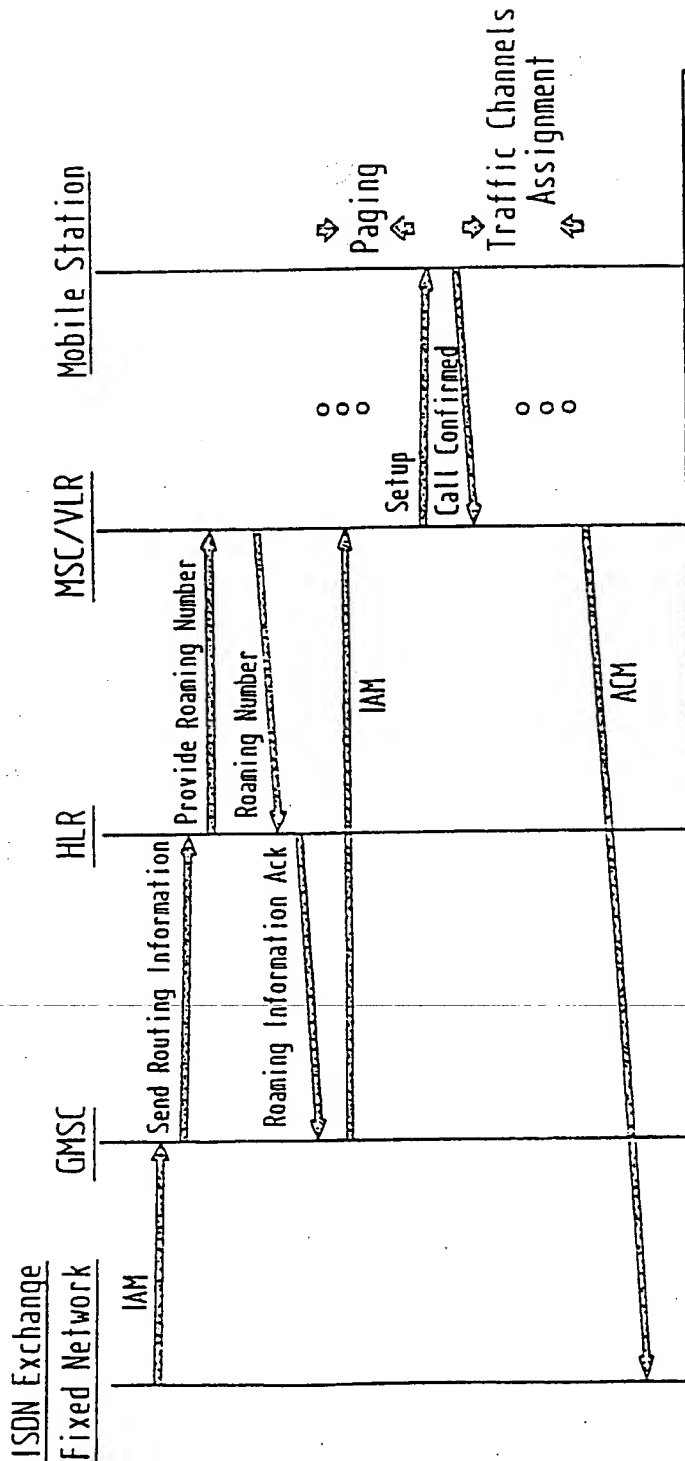 ISDN Exchange
Fixed Network
GMSC
HLR
MSC/VLR
Mobile Station
IAM
Send Routing Information
Provide Roaming Number
Roaming Number
Roaming Information Ack
IAM
Paging
Setup
Call Confirmed
Traffic Channels
Assignment
ACM